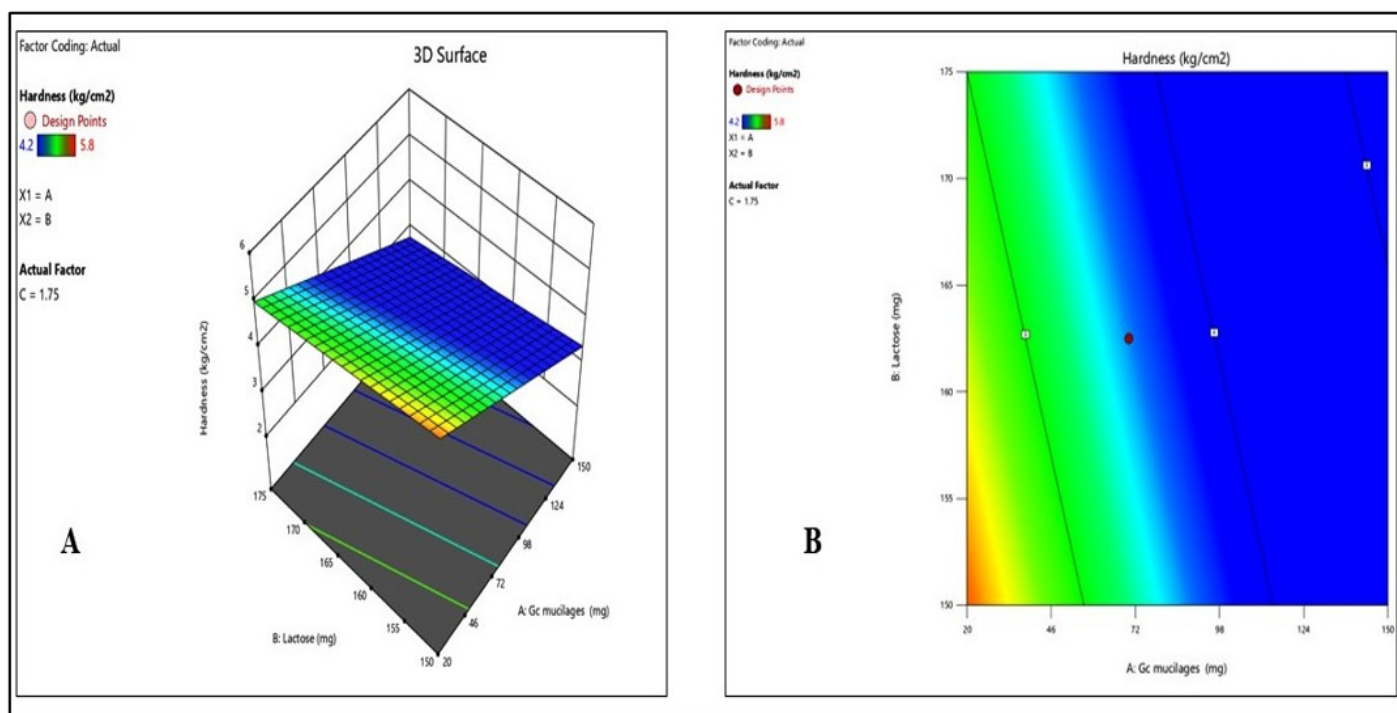 Factor Coding: Actual
3D Surface
Hardness (kg/cm2)
Design Points
4.2 5.8
X1 = A
X2 = B
Actual Factor
C = 1.75
6
5
4
3
2
Hardness (kg/cm2)
175
170
165
160
155
150
B: Lactose (mg)
20
46
72
98
124
150
A: Gc mucilages (mg)
A
Factor Coding: Actual
Hardness (kg/cm2)
Hardness (kg/cm2)
Design Points
4.2 5.8
X1 = A
X2 = B
Actual Factor
C = 1.75
175
170
165
160
155
150
B: Lactose (mg)
20 46 72 98 124 150
A: Gc mucilages (mg)
B